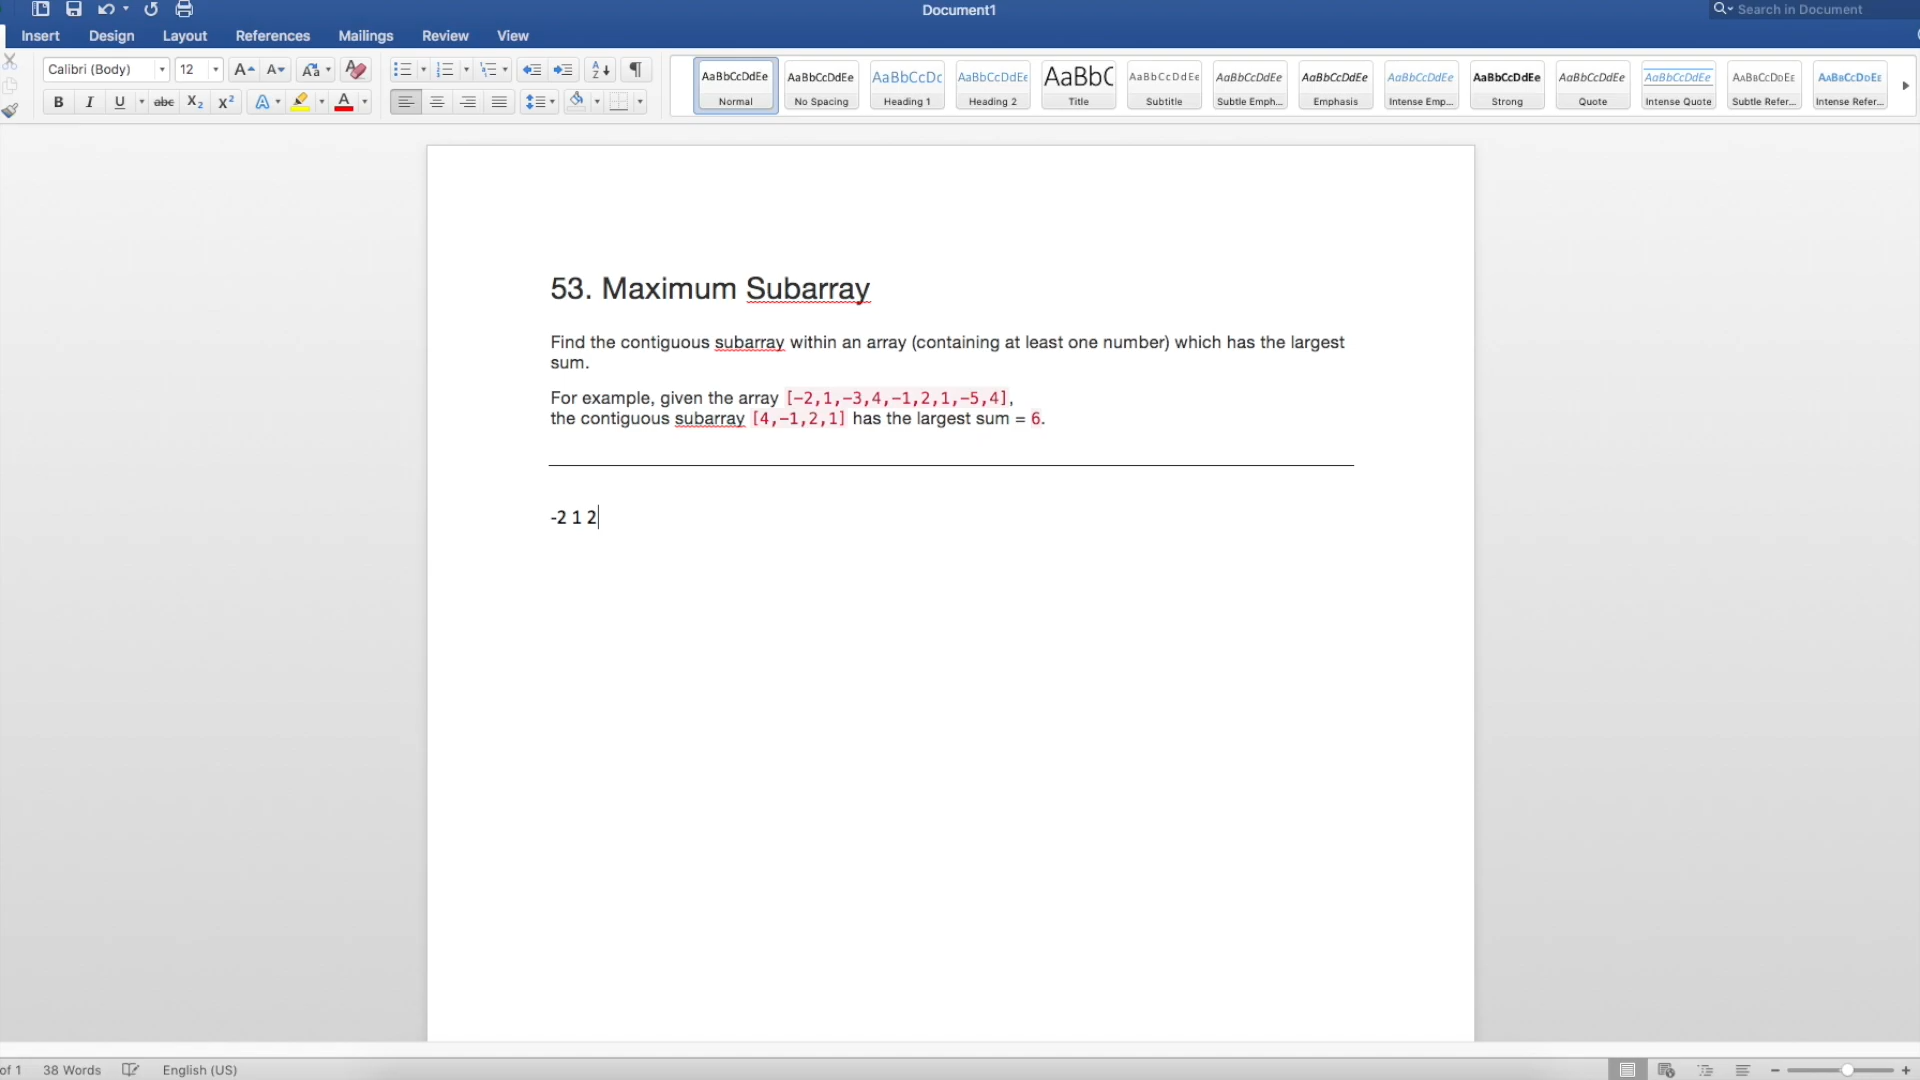 Document1
Search in Document
Insert Design Layout References Mailings Review View
Calibri (Body) 12
AaBbCcDdEe AaBbCcDdEe AaBbCcDc AaBbCcDdEe AaBbC AaBbCcDdEe AaBbCcDdEe AaBbCcDdEe AaBbCcDdEe AaBbCcDdEe AaBbCcDdEe AaBbCcDdEe AaBbCcDdEe AaBbCcDdEe
Normal No Spacing Heading 1 Heading 2 Title Subtitle Subtle Emph... Emphasis Intense Emp... Strong Quote Intense Quote Subtle Refer... Intense Refer...
53. Maximum Subarray
Find the contiguous subarray within an array (containing at least one number) which has the largest
sum.
For example, given the array [-2,1,-3,4,-1,2,1,-5,4],
the contiguous subarray [4,-1,2,1] has the largest sum = 6.
-2 1 2
of 1 38 Words English (US)